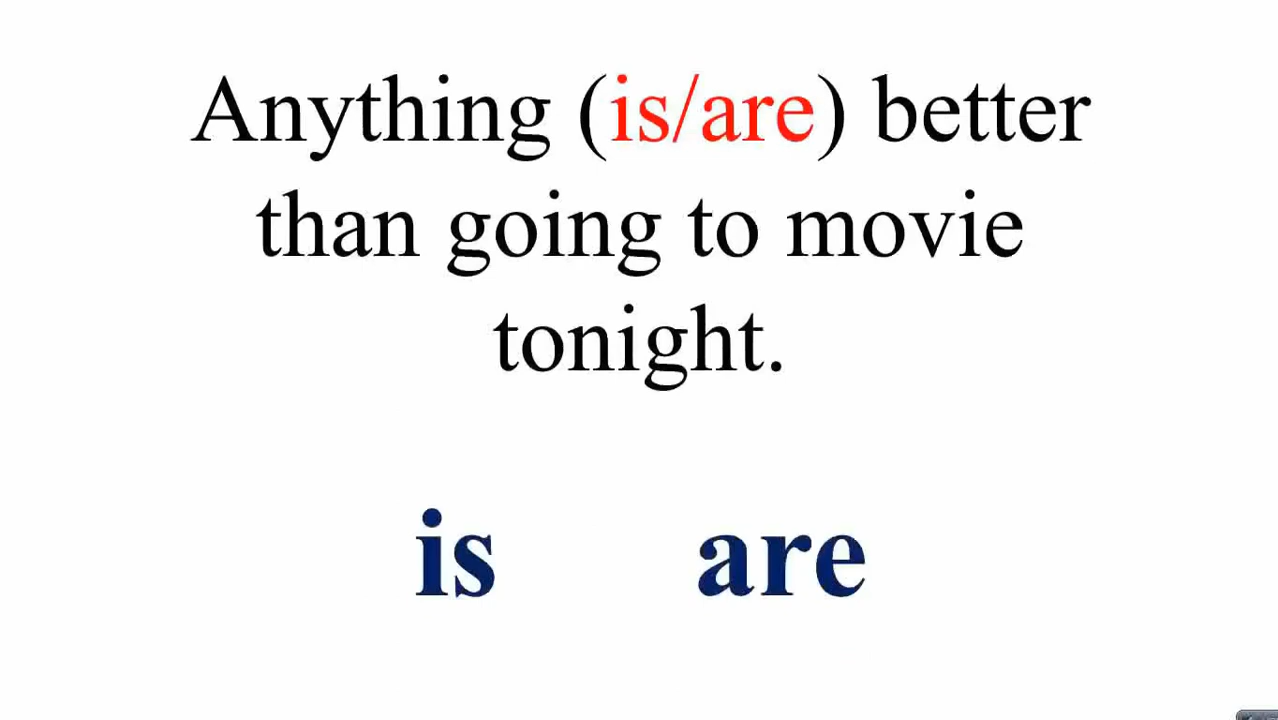 Anything (is/are) better
than going to movie
tonight.
is are